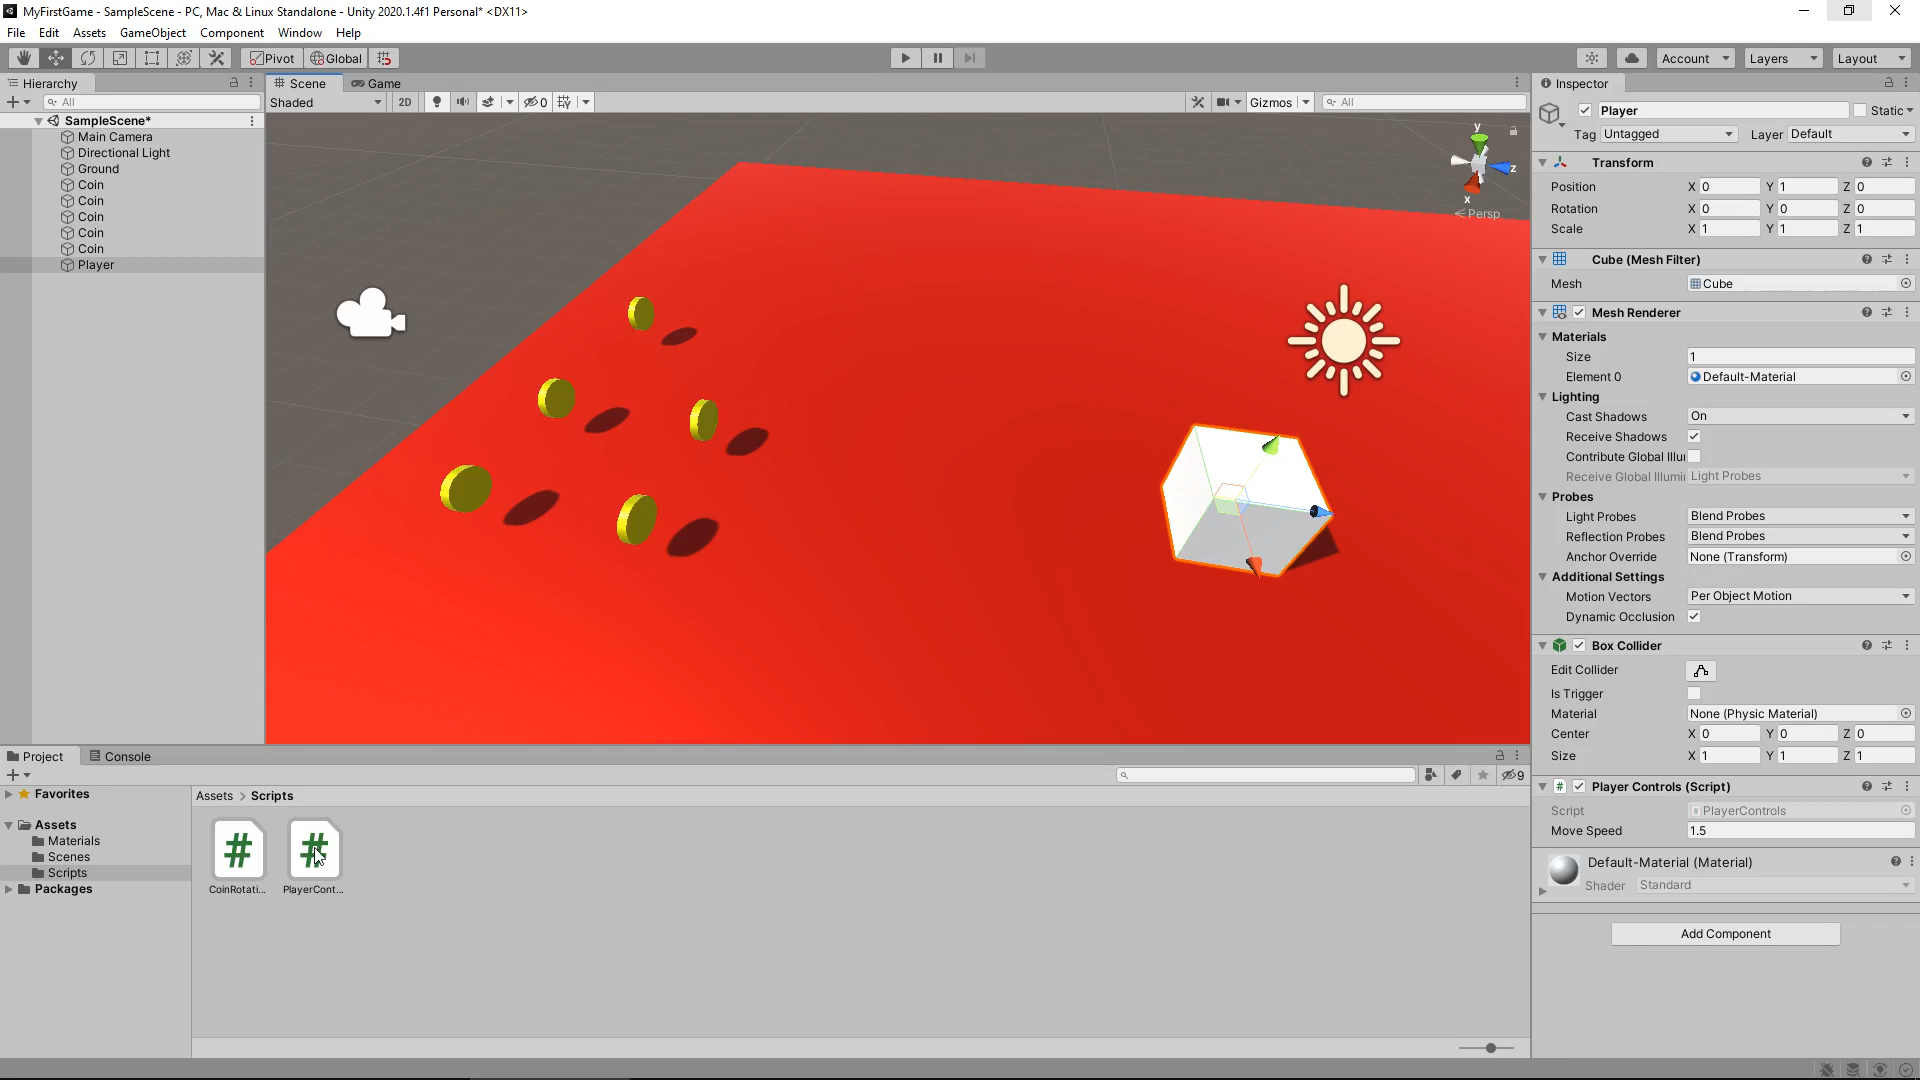 MyFirstGame - SampleScene - PC, Mac & Linux Standalone - Unity 2020.1.4f1 Personal* <DX11>
File Edit Assets GameObject Component Window Help
Pivot Global Account Layers Layout
Hierarchy
All
SampleScene*
Main Camera
Directional Light
Ground
Coin
Coin
Coin
Coin
Coin
Player
Scene Game
Shaded 2D 0 Gizmos All
y
z
x
Persp
Inspector
Player Static
Tag Untagged Layer Default
Transform
Position X 0 Y 1 Z 0
Rotation X 0 Y 0 Z 0
Scale X 1 Y 1 Z 1
Cube (Mesh Filter)
Mesh Cube
Mesh Renderer
Materials
Size 1
Element 0 Default-Material
Lighting
Cast Shadows On
Receive Shadows
Contribute Global Illu
Receive Global Illumi Light Probes
Probes
Light Probes Blend Probes
Reflection Probes Blend Probes
Anchor Override None (Transform)
Additional Settings
Motion Vectors Per Object Motion
Dynamic Occlusion
Box Collider
Edit Collider
Is Trigger
Material None (Physic Material)
Center X 0 Y 0 Z 0
Size X 1 Y 1 Z 1
# Player Controls (Script)
Script PlayerControls
Move Speed 1.5
Default-Material (Material)
Shader Standard
Add Component
Project Console
9
Favorites
Assets
Materials
Scenes
Scripts
Packages
Assets > Scripts
# #
CoinRotati... PlayerCont...